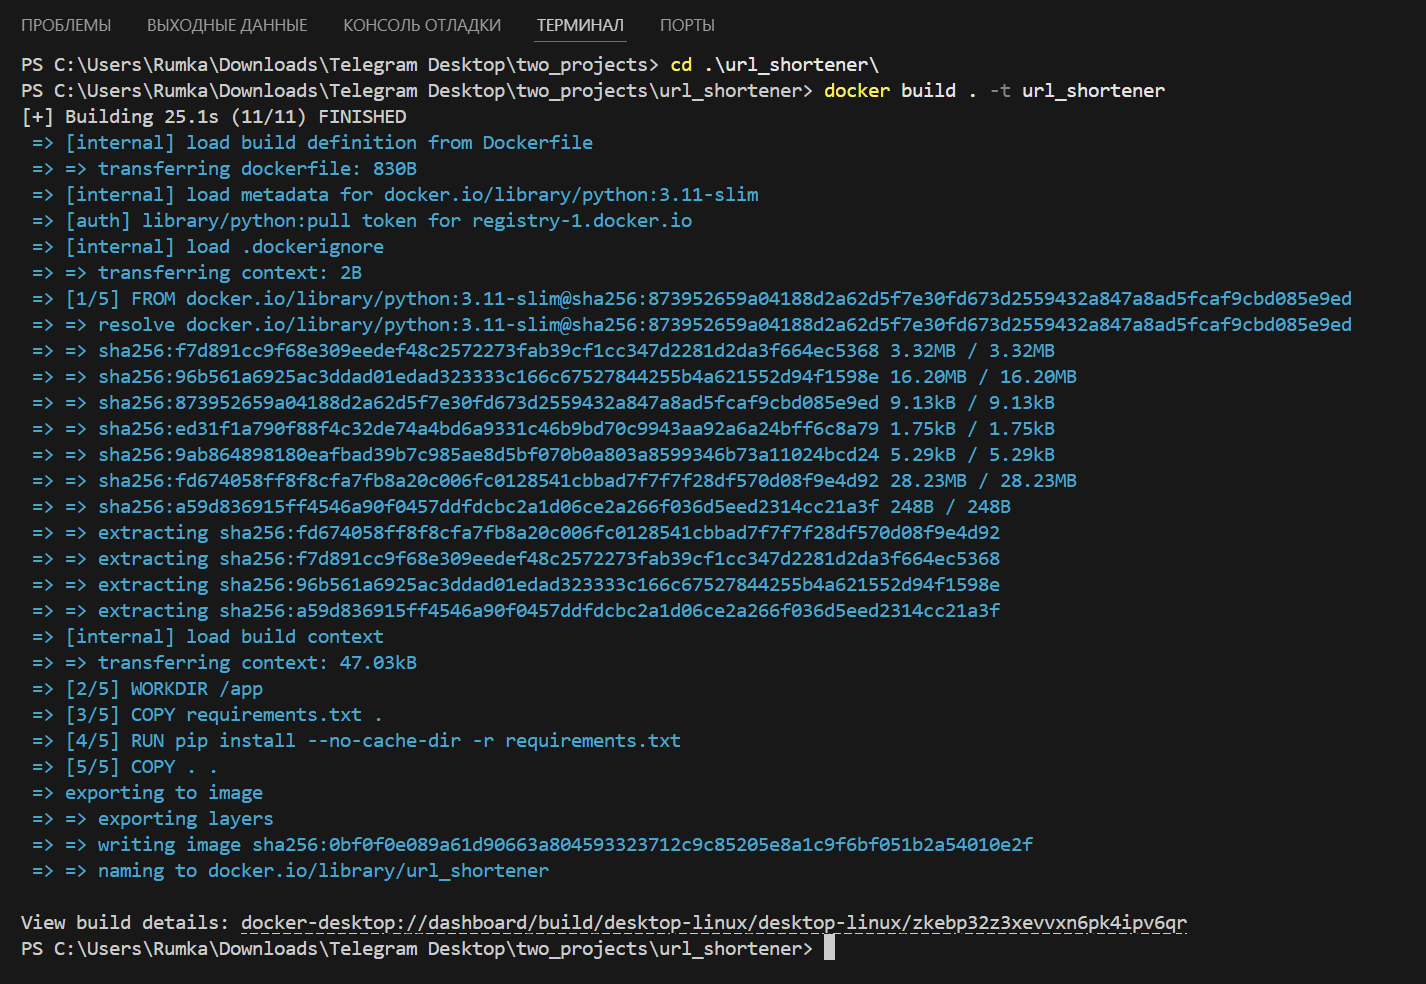 ПРОБЛЕМЫ ВЫХОДНЫЕ ДАННЫЕ КОНСОЛЬ ОТЛАДКИ ТЕРМИНАЛ ПОРТЫ
PS C:\Users\Rumka\Downloads\Telegram Desktop\two_projects> cd .\url_shortener\
PS C:\Users\Rumka\Downloads\Telegram Desktop\two_projects\url_shortener> docker build . -t url_shortener
[+] Building 25.1s (11/11) FINISHED
=> [internal] load build definition from Dockerfile
=> => transferring dockerfile: 830B
=> [internal] load metadata for docker.io/library/python:3.11-slim
=> [auth] library/python:pull token for registry-1.docker.io
=> [internal] load .dockerignore
=> => transferring context: 2B
=> [1/5] FROM docker.io/library/python:3.11-slim@sha256:873952659a04188d2a62d5f7e30fd673d2559432a847a8ad5fcaf9cbd085e9ed
=> => resolve docker.io/library/python:3.11-slim@sha256:873952659a04188d2a62d5f7e30fd673d2559432a847a8ad5fcaf9cbd085e9ed
=> => sha256:f7d891cc9f68e309eedef48c2572273fab39cf1cc347d2281d2da3f664ec5368 3.32MB / 3.32MB
=> => sha256:96b561a6925ac3ddad01edad323333c166c67527844255b4a621552d94f1598e 16.20MB / 16.20MB
=> => sha256:873952659a04188d2a62d5f7e30fd673d2559432a847a8ad5fcaf9cbd085e9ed 9.13kB / 9.13kB
=> => sha256:ed31f1a790f88f4c32de74a4bd6a9331c46b9bd70c9943aa92a6a24bff6c8a79 1.75kB / 1.75kB
=> => sha256:9ab864898180eafbad39b7c985ae8d5bf070b0a803a8599346b73a11024bcd24 5.29kB / 5.29kB
=> => sha256:fd674058ff8f8cfa7fb8a20c006fc0128541cbbad7f7f7f28df570d08f9e4d92 28.23MB / 28.23MB
=> => sha256:a59d836915ff4546a90f0457ddfdcbc2a1d06ce2a266f036d5eed2314cc21a3f 248B / 248B
=> => extracting sha256:fd674058ff8f8cfa7fb8a20c006fc0128541cbbad7f7f7f28df570d08f9e4d92
=> => extracting sha256:f7d891cc9f68e309eedef48c2572273fab39cf1cc347d2281d2da3f664ec5368
=> => extracting sha256:96b561a6925ac3ddad01edad323333c166c67527844255b4a621552d94f1598e
=> => extracting sha256:a59d836915ff4546a90f0457ddfdcbc2a1d06ce2a266f036d5eed2314cc21a3f
=> [internal] load build context
=> => transferring context: 47.03kB
=> [2/5] WORKDIR /app
=> [3/5] COPY requirements.txt .
=> [4/5] RUN pip install --no-cache-dir -r requirements.txt
=> [5/5] COPY . .
=> exporting to image
=> => exporting layers
=> => writing image sha256:0bf0f0e089a61d90663a804593323712c9c85205e8a1c9f6bf051b2a54010e2f
=> => naming to docker.io/library/url_shortener
View build details: docker-desktop://dashboard/build/desktop-linux/desktop-linux/zkebp32z3xevvxn6pk4ipv6qr
PS C:\Users\Rumka\Downloads\Telegram Desktop\two_projects\url_shortener>